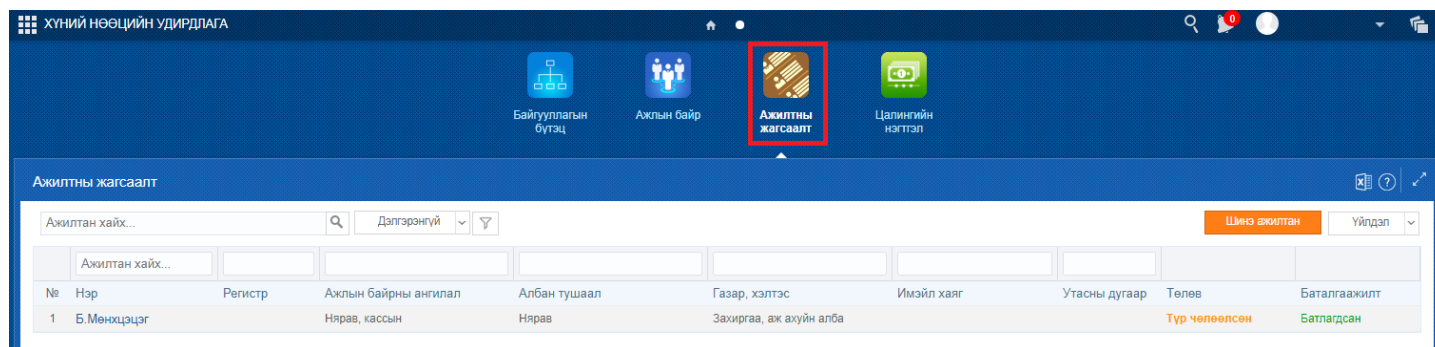 ХҮНИЙ НӨӨЦИЙН УДИРДЛАГА
0
Байгууллагын бүтэц
Ажлын байр
Ажилтны жагсаалт
Цалингийн нэгтгэл
Ажилтны жагсаалт
Ажилтан хайх... Дэлгэрэнгүй Шинэ ажилтан Үйлдэл
Ажилтан хайх...
№ Нэр Регистр Ажлын байрны ангилал Албан тушаал Газар, хэлтэс Имэйл хаяг Утасны дугаар Төлөв Баталгаажилт
1 Б.Мөнхцэцэг Нярав, кассын Нярав Захиргаа, аж ахуйн алба Түр чөлөөлсөн Батлагдсан